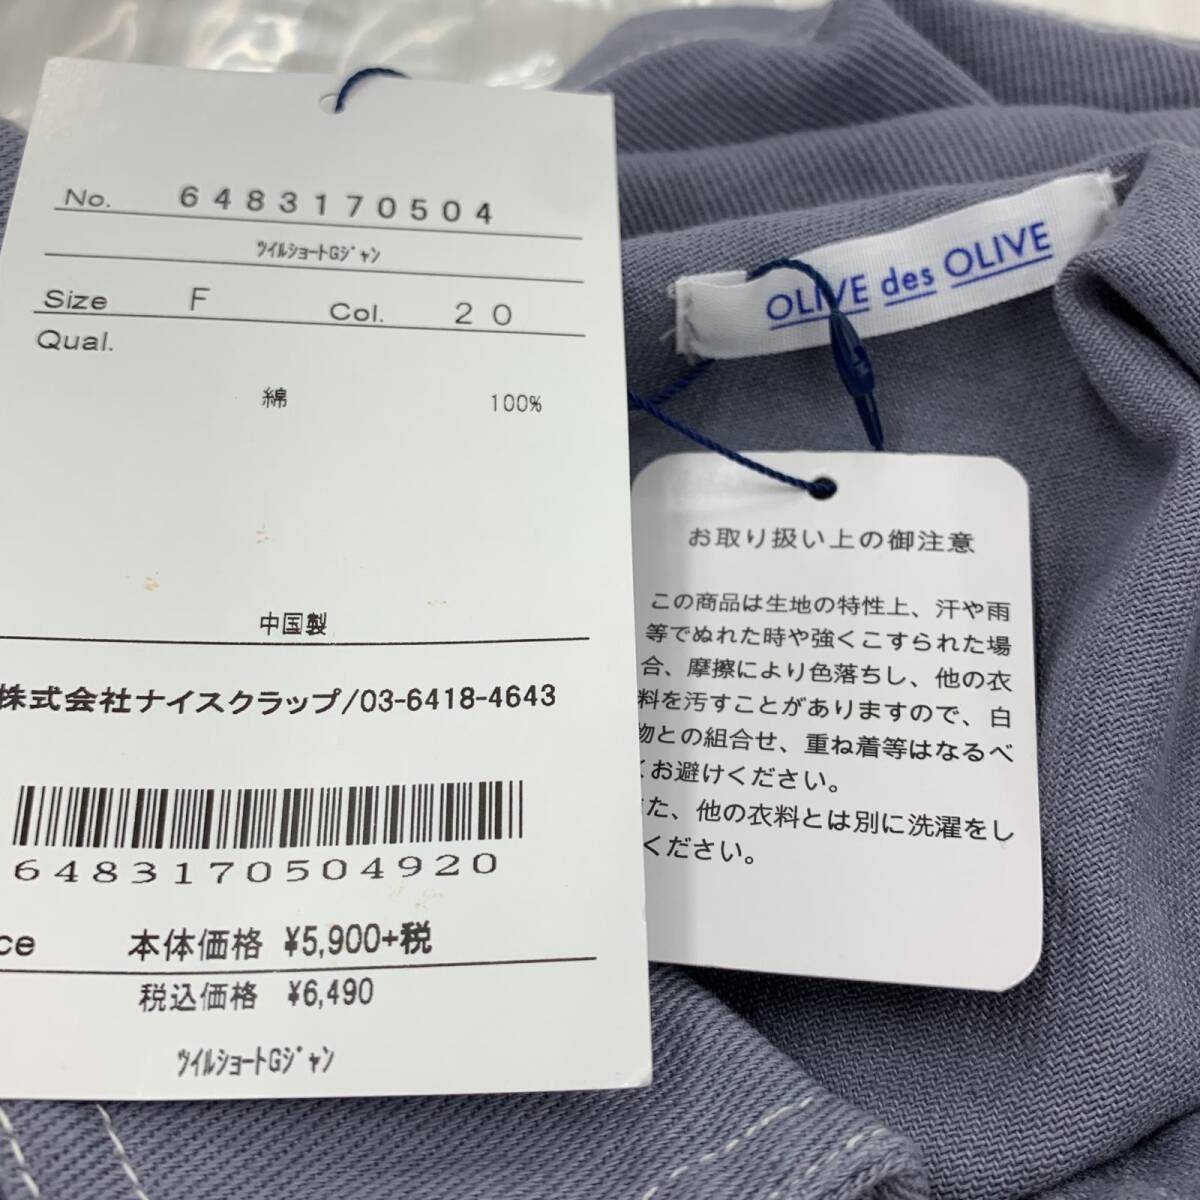 No. 6483170504
ﾂｲﾙｼｮｰﾄGｼﾞｬﾝ
Size F Col. 20
Qual.
綿 100%
中国製
株式会社ナイスクラップ/03-6418-4643
6483170504920
ce 本体価格 ¥5,900+税
税込価格 ¥6,490
ﾂｲﾙｼｮｰﾄGｼﾞｬﾝ
OLIVE des OLIVE
お取り扱い上の御注意
この商品は生地の特性上、汗や雨
等でぬれた時や強くこすられた場
合、摩擦により色落ちし、他の衣
料を汚すことがありますので、白
物との組合せ、重ね着等はなるべ
くお避けください。
た、他の衣料とは別に洗濯をし
ください。